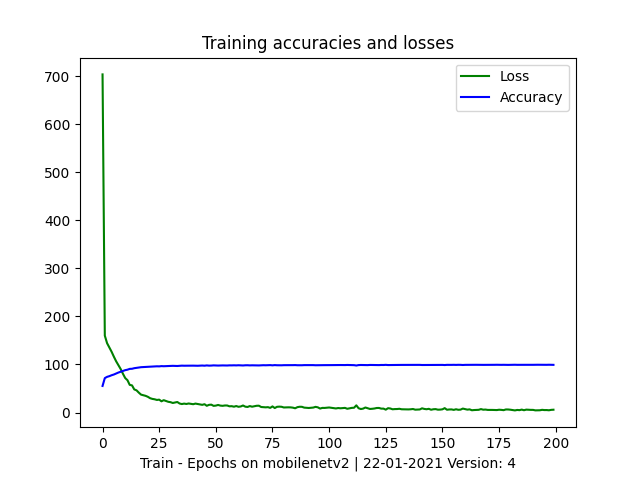 Training accuracies and losses
Loss
Accuracy
700
600
500
400
300
200
100
0
0 25 50 75 100 125 150 175 200
Train - Epochs on mobilenetv2 | 22-01-2021 Version: 4